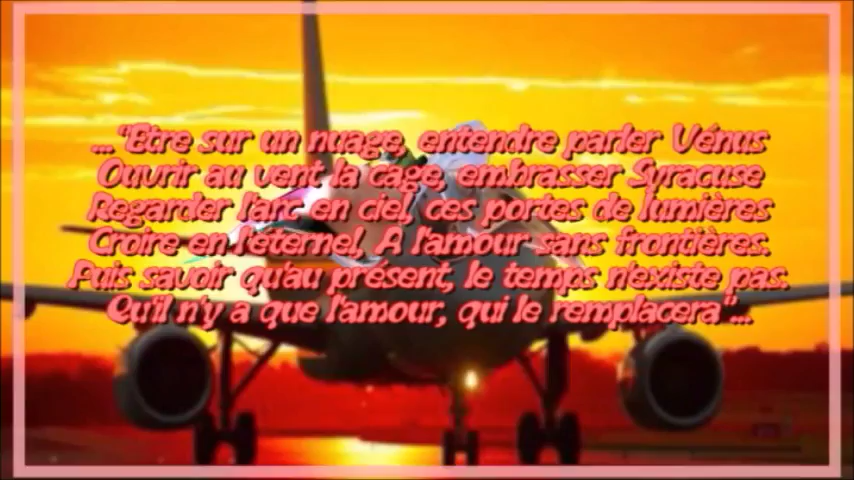 ..."Etre sur un nuage, entendre parler Vénus
Ouvrir au vent la cage, embrasser Syracuse
Regarder l'arc en ciel, ces portes de lumières
Croire en l'éternel, A l'amour sans frontières.
Puis savoir qu'au présent, le temps n'existe pas.
Qu'il n'y a que l'amour, qui le remplacera"...